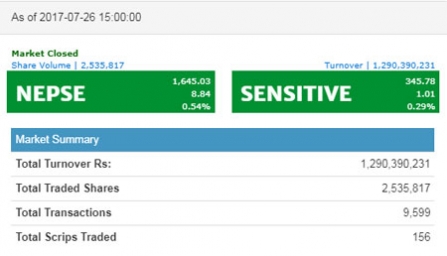 As of 2017-07-26 15:00:00
Market Closed
Share Volume | 2,535,817
Turnover | 1,290,390,231
NEPSE
1,645.03
8.84
0.54%
SENSITIVE
345.78
1.01
0.29%
Market Summary
Total Turnover Rs: 1,290,390,231
Total Traded Shares 2,535,817
Total Transactions 9,599
Total Scrips Traded 156